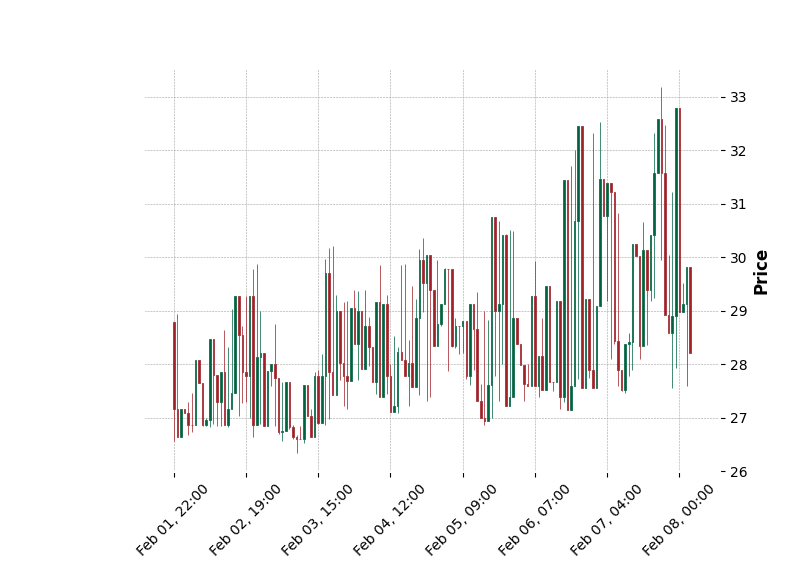 33
32
31
30
29
28
27
26
Price
Feb 01, 22:00
Feb 02, 19:00
Feb 03, 15:00
Feb 04, 12:00
Feb 05, 09:00
Feb 06, 07:00
Feb 07, 04:00
Feb 08, 00:00